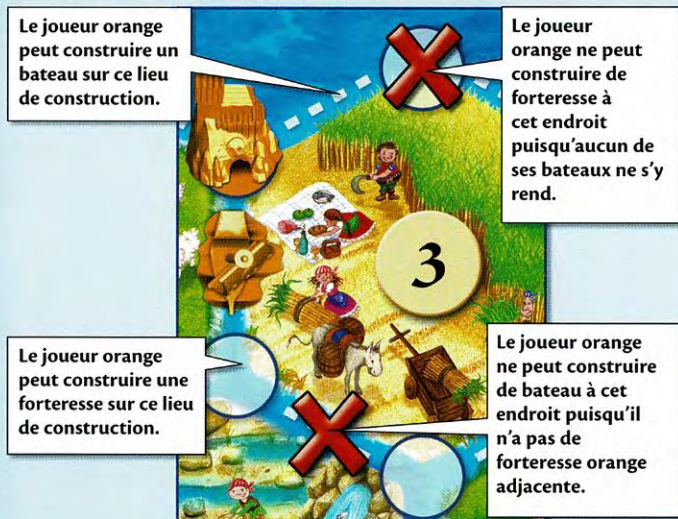 Le joueur orange
peut construire un
bateau sur ce lieu
de construction.
Le joueur
orange ne peut
construire de
forteresse à
cet endroit
puisqu'aucun de
ses bateaux ne s'y
rend.
3
Le joueur orange
peut construire une
forteresse sur ce lieu
de construction.
Le joueur orange
ne peut construire
de bateau à cet
endroit puisqu'il
n'a pas de
forteresse orange
adjacente.